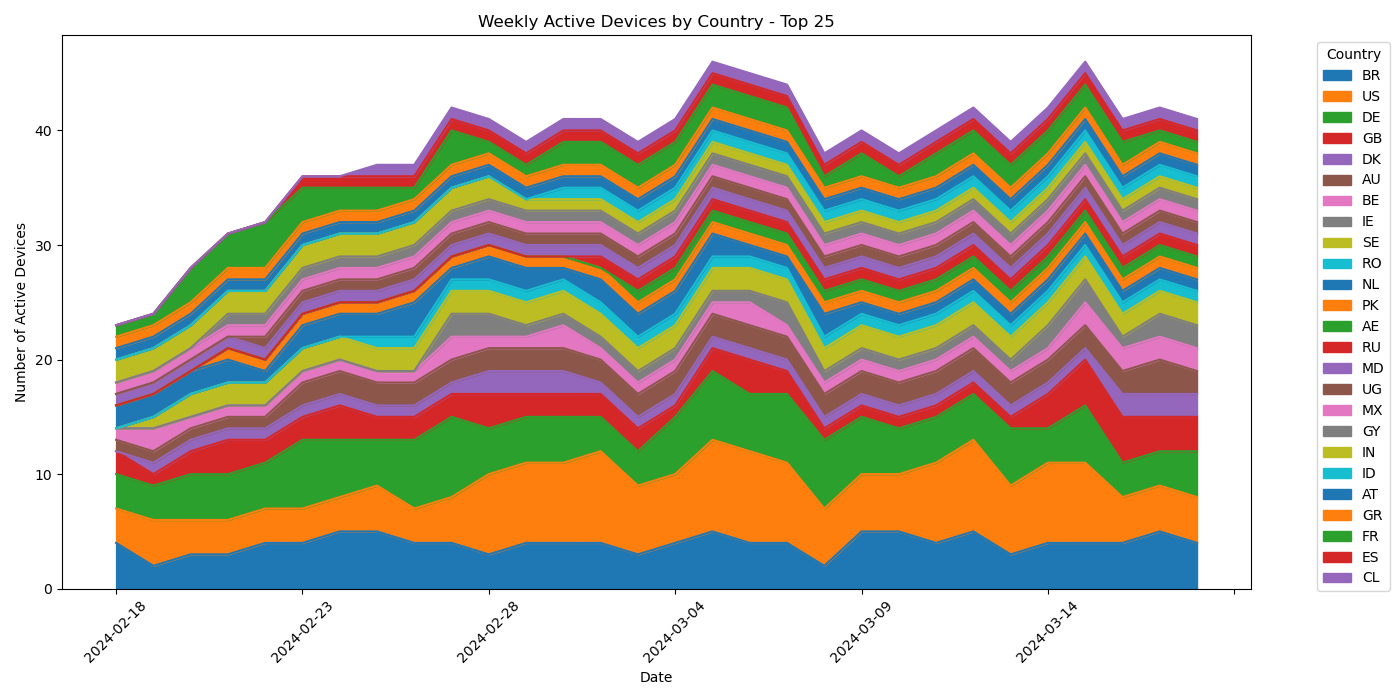 Weekly Active Devices by Country - Top 25
Number of Active Devices
40
30
20
10
0
2024-02-18
2024-02-23
2024-02-28
2024-03-04
2024-03-09
2024-03-14
Date
Country
BR
US
DE
GB
DK
AU
BE
IE
SE
RO
NL
PK
AE
RU
MD
UG
MX
GY
IN
ID
AT
GR
FR
ES
CL